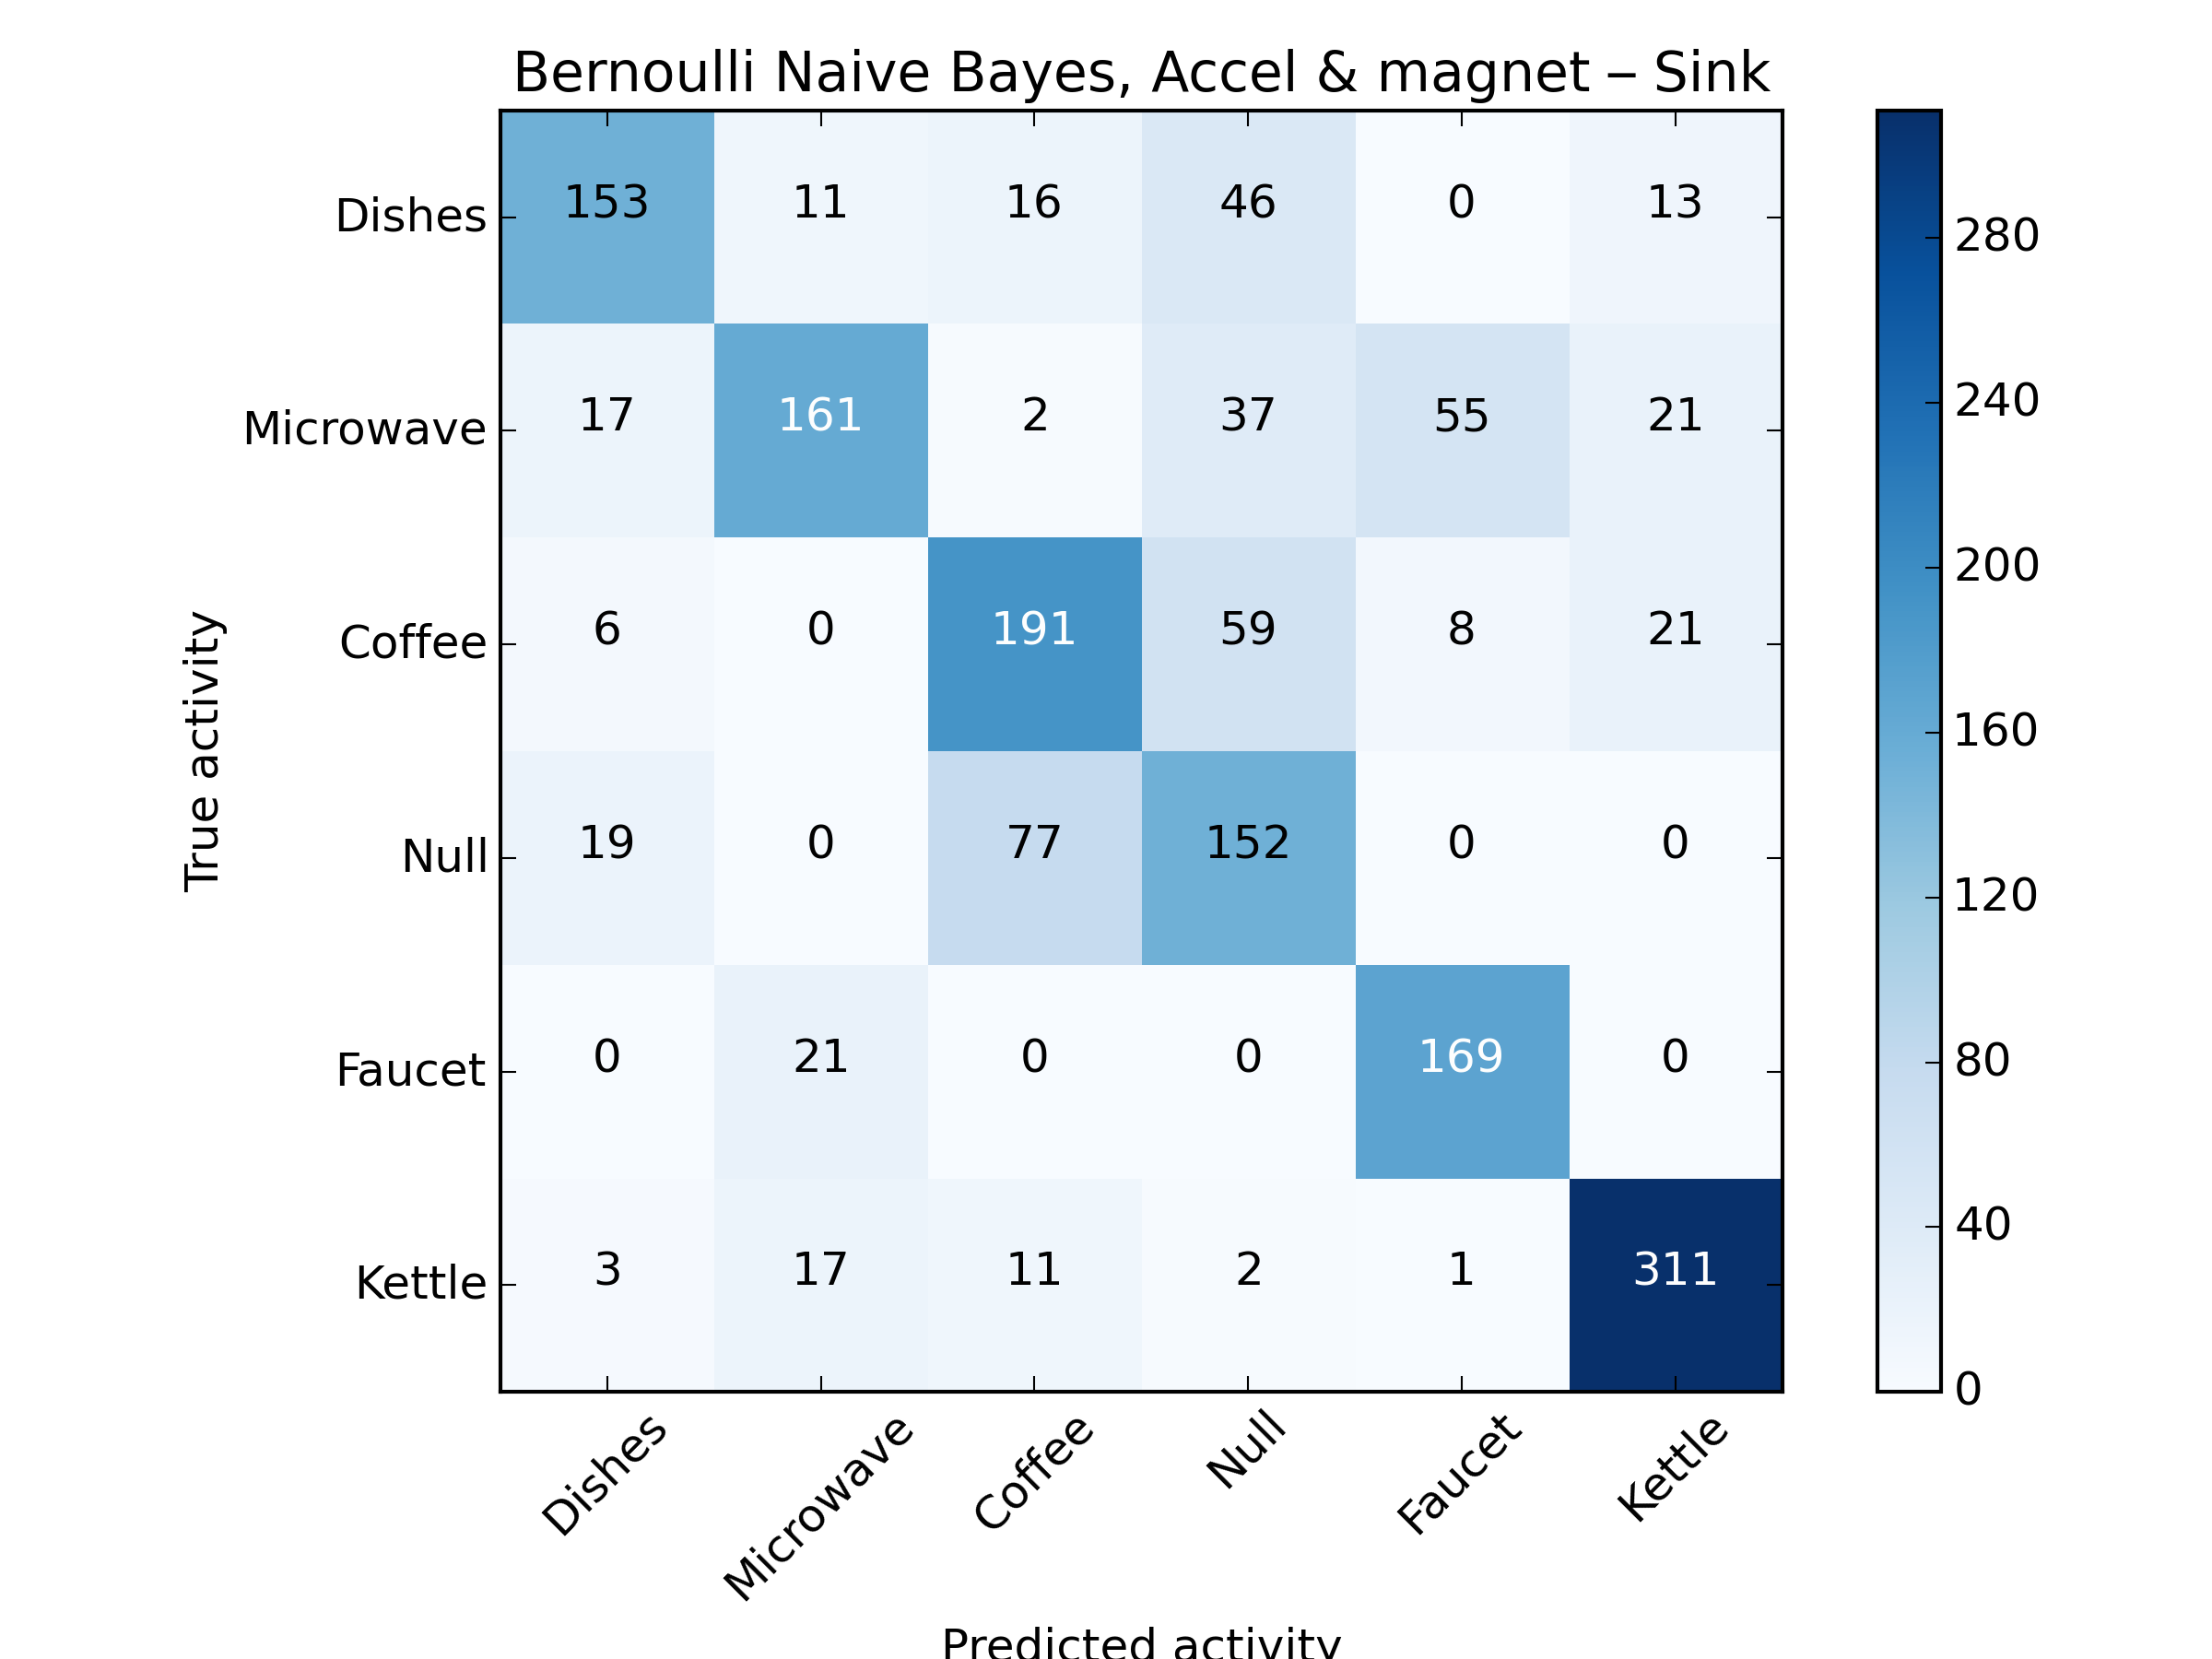 Bernoulli Naive Bayes, Accel & magnet – Sink
Dishes 153 11 16 46 0 13
Microwave 17 161 2 37 55 21
Coffee 6 0 191 59 8 21
Null 19 0 77 152 0 0
Faucet 0 21 0 0 169 0
Kettle 3 17 11 2 1 311
True activity
Dishes Microwave Coffee Null Faucet Kettle
Predicted activity
280
240
200
160
120
80
40
0